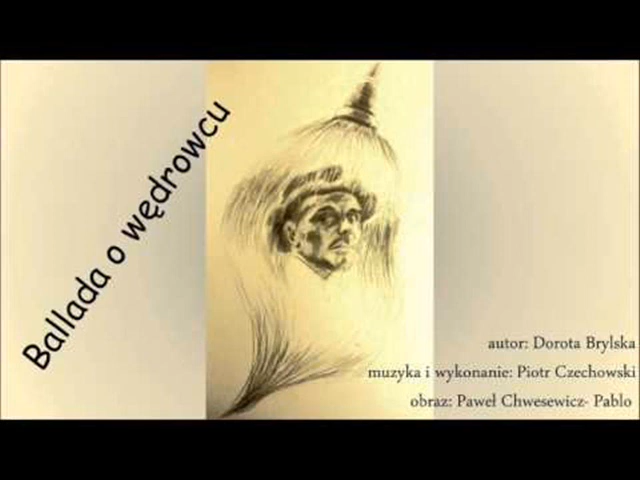 Ballada o wędrowcu
autor: Dorota Brylska
muzyka i wykonanie: Piotr Czechowski
obraz: Paweł Chwesewicz- Pablo